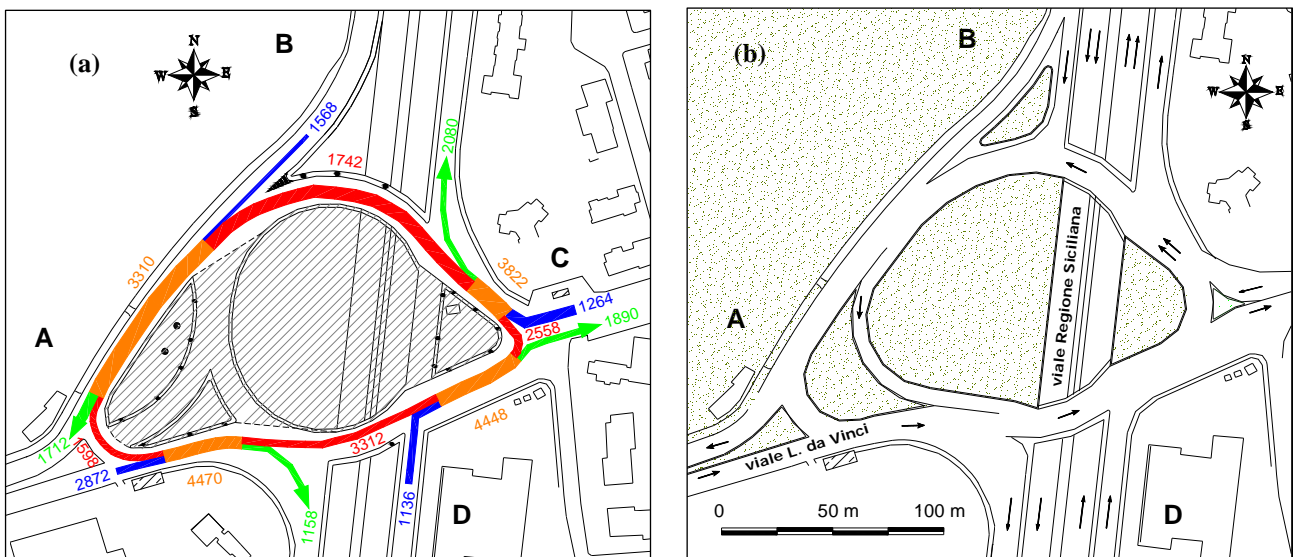 (a)
B
N
W E
S
1568
1742
2080
3310
3822
C
1264
1890
2558
A
1712
1598
2872
4470
3312
4448
1158
1136
D
(b)
B
N
W E
S
A
C
viale Regione Siciliana
viale L. da Vinci
0 50 m 100 m
D